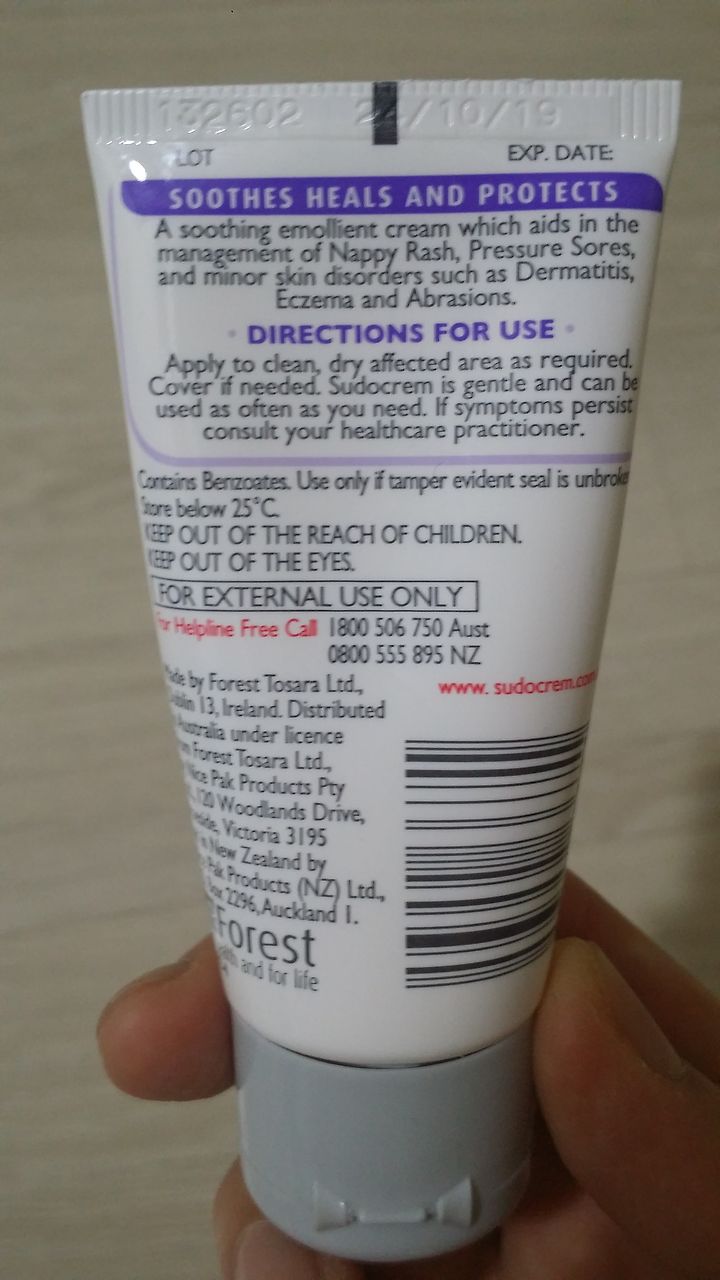 132602 24/10/19
LOT EXP. DATE:
SOOTHES HEALS AND PROTECTS
A soothing emollient cream which aids in the
management of Nappy Rash, Pressure Sores,
and minor skin disorders such as Dermatitis,
Eczema and Abrasions.
DIRECTIONS FOR USE
Apply to clean, dry affected area as required.
Cover if needed. Sudocrem is gentle and can be
used as often as you need. If symptoms persist
consult your healthcare practitioner.
Contains Benzoates. Use only if tamper evident seal is
Store below 25°C.
KEEP OUT OF THE REACH OF CHILDREN.
KEEP OUT OF THE EYES.
FOR EXTERNAL USE ONLY
For Helpline Free Call 1800 506 750 Aust
0800 555 895 NZ
www. sudocrem.com
by Forest Tosara Ltd.,
13, Ireland. Distributed
Australia under licence
Forest Tosara Ltd.,
Nice Pak Products Pty
120 Woodlands Drive,
Victoria 3195
New Zealand by
Pak Products (NZ) Ltd.,
Box 2296, Auckland 1.
Forest
and for life